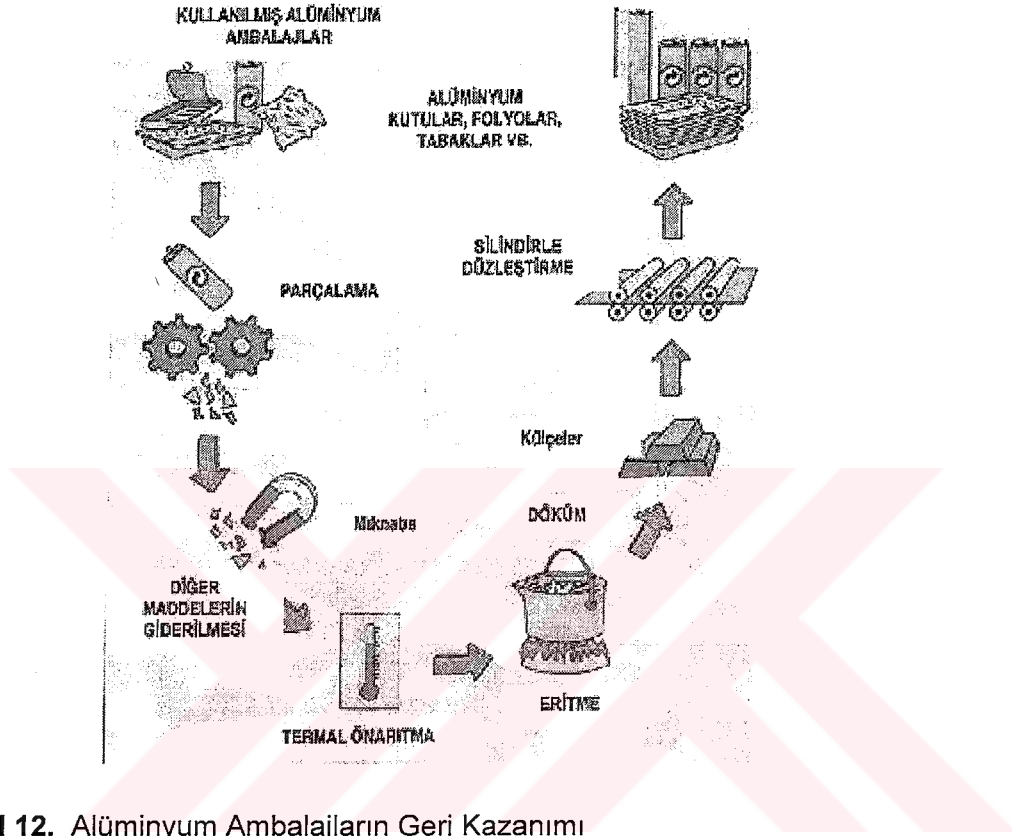 KULLANILMIŞ ALÜMİNYUM
AMBALAJLAR
ALÜMİNYUM
KUTULAR, FOLYOLAR,
TABAKLAR VB.
PARÇALAMA
SİLİNDİRLE
DÜZLEŞTİRME
Külçeler
Mıknatıs
DÖKÜM
DİĞER
MADDELERİN
GİDERİLMESİ
ERİTME
TERMAL ÖNARITMA
12. Alüminyum Ambalajların Geri Kazanımı